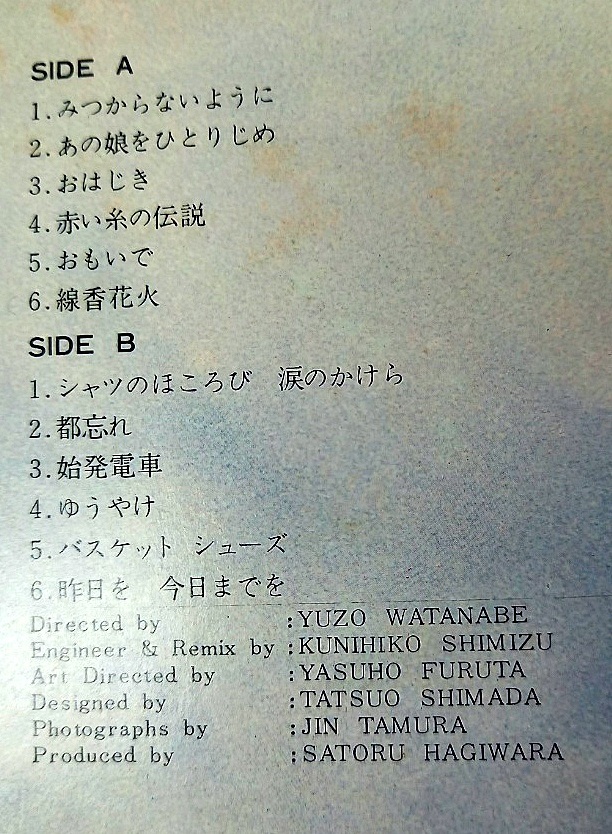 SIDE A
1.みつからないように
2.あの娘をひとりじめ
3.おはじき
4.赤い糸の伝説
5.おもいで
6.線香花火
SIDE B
1.シャツのほころび 涙のかけら
2.都忘れ
3.始発電車
4.ゆうやけ
5.バスケット シューズ
6.昨日を 今日までを
Directed by :YUZO WATANABE
Engineer & Remix by :KUNIHIKO SHIMIZU
Art Directed by :YASUHO FURUTA
Designed by :TATSUO SHIMADA
Photographs by :JIN TAMURA
Produced by :SATORU HAGIWARA